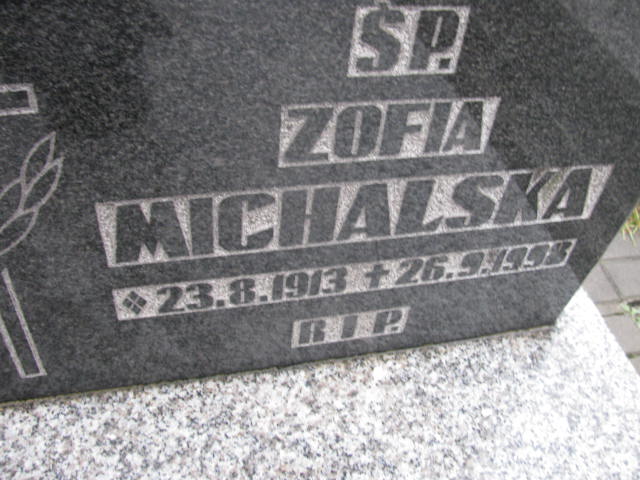 ŚP.
ZOFIA
MICHALSKA
❖ 23.8.1913 ✝ 26.9.1998
R.I.P.